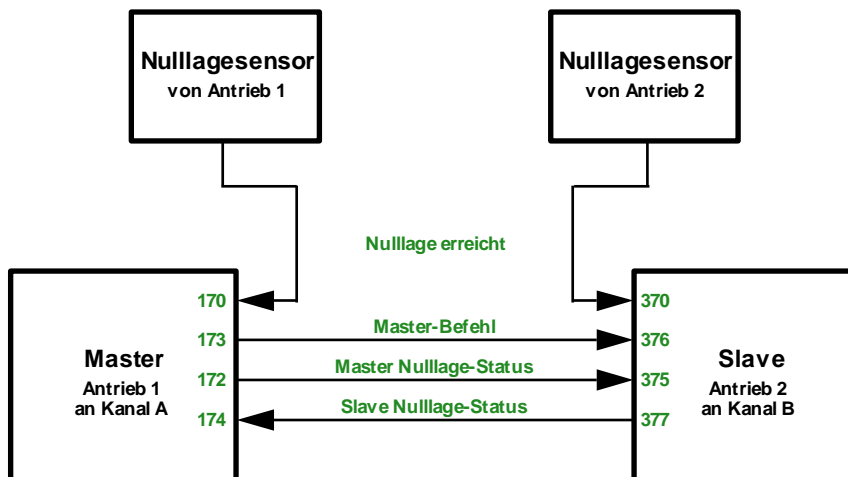 Nulllagesensor
von Antrieb 1
Nulllagesensor
von Antrieb 2
Nulllage erreicht
170
370
173
Master-Befehl
376
Master
Antrieb 1
an Kanal A
172
Master Nulllage-Status
375
Slave
Antrieb 2
an Kanal B
174
Slave Nulllage-Status
377